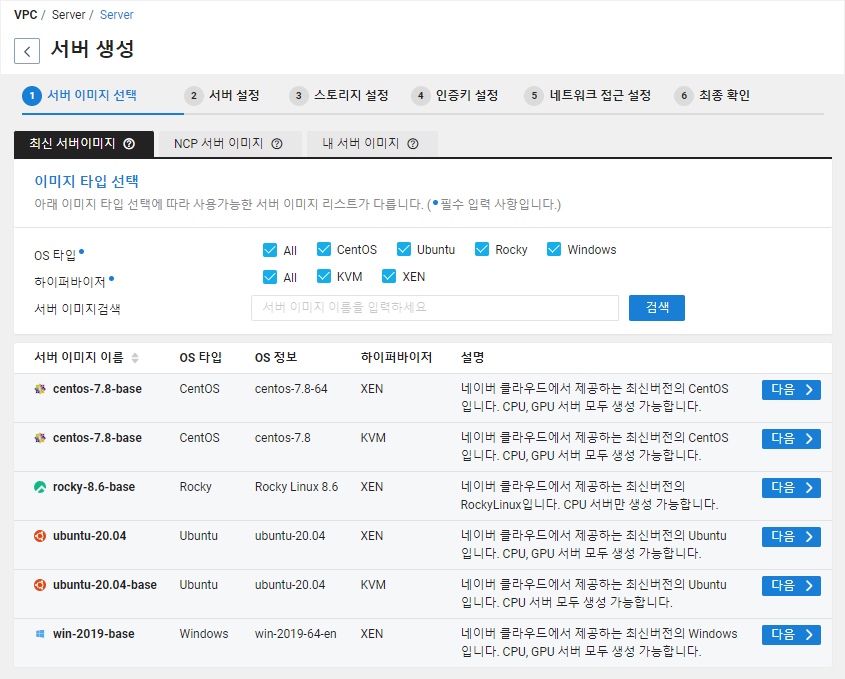 VPC / Server / Server
서버 생성
1 서버 이미지 선택 2 서버 설정 3 스토리지 설정 4 인증키 설정 5 네트워크 접근 설정 6 최종 확인
최신 서버이미지 ? NCP 서버 이미지 ? 내 서버 이미지 ?
이미지 타입 선택
아래 이미지 타입 선택에 따라 사용가능한 서버 이미지 리스트가 다릅니다. (•필수 입력 사항입니다.)
OS 타입• All CentOS Ubuntu Rocky Windows
하이퍼바이저• All KVM XEN
서버 이미지검색 서버 이미지 이름을 입력하세요 검색
서버 이미지 이름 OS 타입 OS 정보 하이퍼바이저 설명
centos-7.8-base CentOS centos-7.8-64 XEN 네이버 클라우드에서 제공하는 최신버전의 CentOS 다음 >
입니다. CPU, GPU 서버 모두 생성 가능합니다.
centos-7.8-base CentOS centos-7.8 KVM 네이버 클라우드에서 제공하는 최신버전의 CentOS 다음 >
입니다. CPU, GPU 서버 모두 생성 가능합니다.
rocky-8.6-base Rocky Rocky Linux 8.6 XEN 네이버 클라우드에서 제공하는 최신버전의 다음 >
RockyLinux입니다. CPU 서버만 생성 가능합니다.
ubuntu-20.04 Ubuntu ubuntu-20.04 XEN 네이버 클라우드에서 제공하는 최신버전의 Ubuntu 다음 >
입니다. CPU, GPU 서버 모두 생성 가능합니다.
ubuntu-20.04-base Ubuntu ubuntu-20.04 KVM 네이버 클라우드에서 제공하는 최신버전의 Ubuntu 다음 >
입니다. CPU 서버 모두 생성 가능합니다.
win-2019-base Windows win-2019-64-en XEN 네이버 클라우드에서 제공하는 최신버전의 Windows 다음 >
입니다. CPU, GPU 서버 모두 생성 가능합니다.